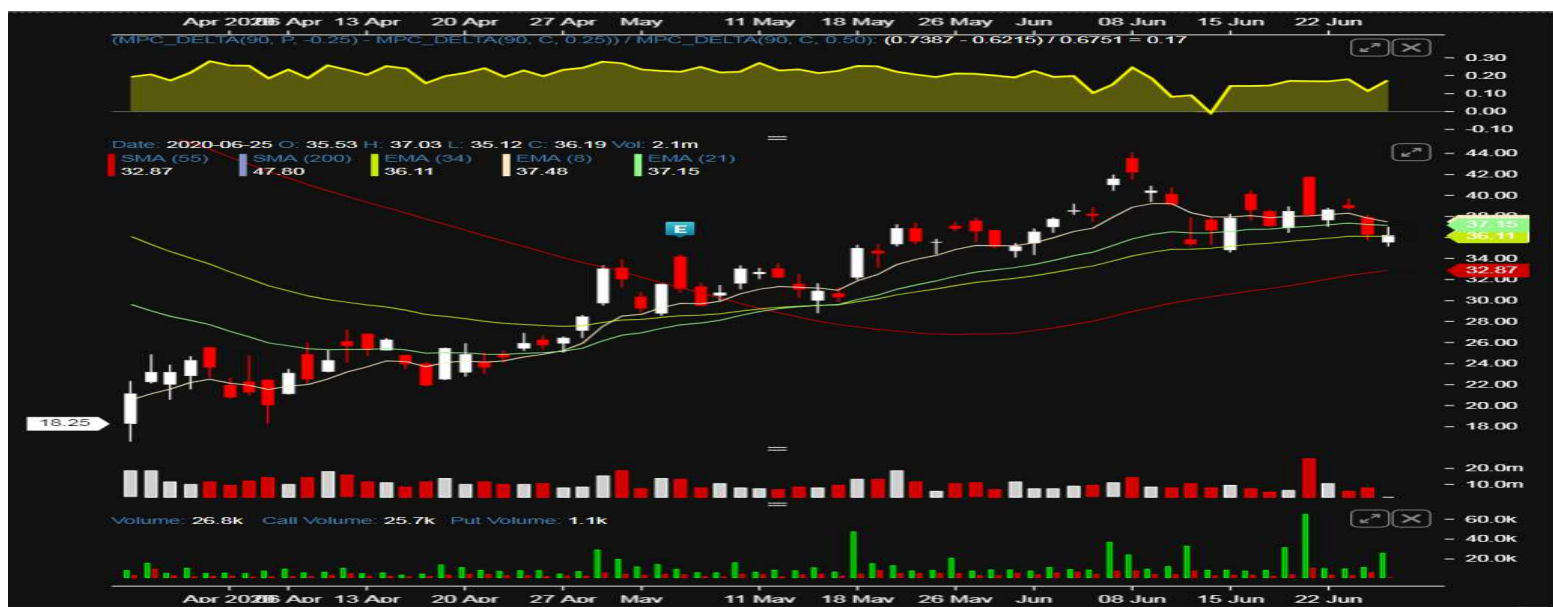 Apr 2020 06 Apr 13 Apr 20 Apr 27 Apr May 11 May 18 May 26 May Jun 08 Jun 15 Jun 22 Jun
(MPC_DELTA(90, P, -0.25) - MPC_DELTA(90, C, 0.25)) / MPC_DELTA(90, C, 0.50): (0.7387 - 0.6215) / 0.6751 = 0.17
0.30
0.20
0.10
0.00
-0.10
Date: 2020-06-25 O: 35.53 H: 37.03 L: 35.12 C: 36.19 Vol: 2.1m
SMA (55) SMA (200) EMA (34) EMA (8) EMA (21)
32.87 47.80 36.11 37.48 37.15
44.00
42.00
40.00
38.00
37.15
36.11
34.00
32.87
32.00
30.00
28.00
26.00
24.00
22.00
20.00
18.00
E
18.25
20.0m
10.0m
Volume: 26.8k Call Volume: 25.7k Put Volume: 1.1k
60.0k
40.0k
20.0k
Apr 2020 06 Apr 13 Apr 20 Apr 27 Apr May 11 May 18 May 26 May Jun 08 Jun 15 Jun 22 Jun